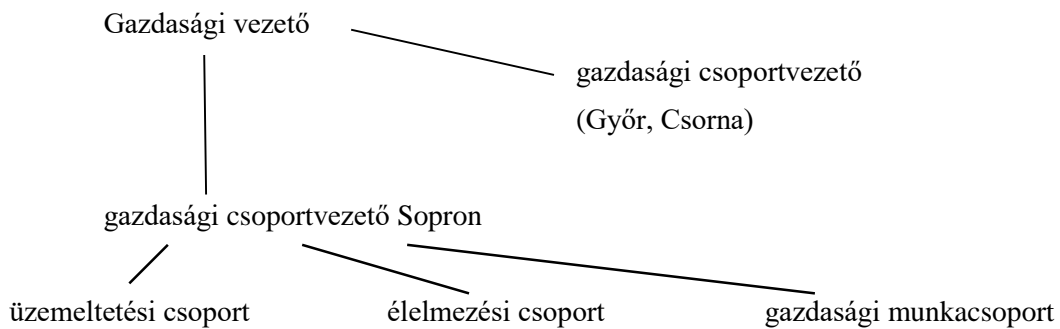 Gazdasági vezető
gazdasági csoportvezető
(Győr, Csorna)
gazdasági csoportvezető Sopron
üzemeltetési csoport
élelmezési csoport
gazdasági munkacsoport